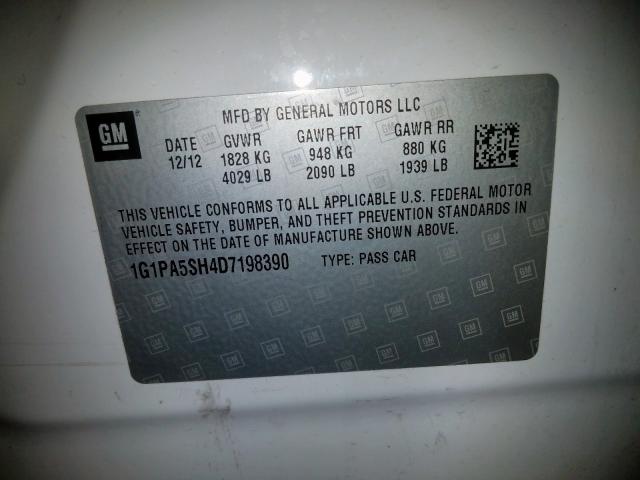 GM
MFD BY GENERAL MOTORS LLC
DATE GVWR GAWR FRT GAWR RR
12/12 1828 KG 948 KG 880 KG
4029 LB 2090 LB 1939 LB
THIS VEHICLE CONFORMS TO ALL APPLICABLE U.S. FEDERAL MOTOR
VEHICLE SAFETY, BUMPER, AND THEFT PREVENTION STANDARDS IN
EFFECT ON THE DATE OF MANUFACTURE SHOWN ABOVE.
1G1PA5SH4D7198390 TYPE: PASS CAR